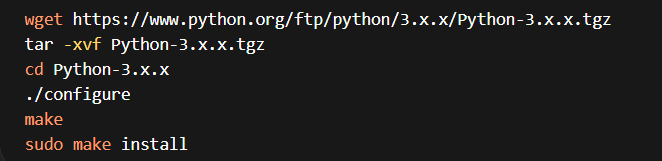 wget https://www.python.org/ftp/python/3.x.x/Python-3.x.x.tgz
tar -xvf Python-3.x.x.tgz
cd Python-3.x.x
./configure
make
sudo make install